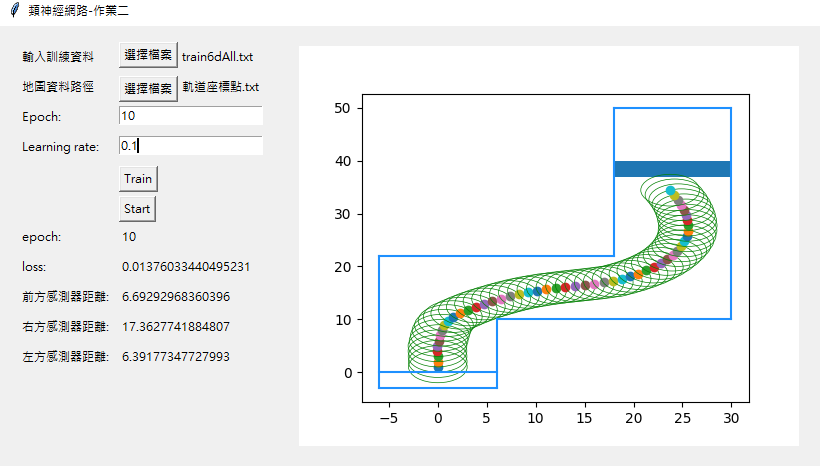 類神經網路-作業二
輸入訓練資料 選擇檔案 train6dAll.txt
地圖資料路徑 選擇檔案 軌道座標點.txt
Epoch: 10
Learning rate: 0.1
Train
Start
epoch: 10
loss: 0.01376033440495231
前方感測器距離: 6.69292968360396
右方感測器距離: 17.3627741884807
左方感測器距離: 6.39177347727993
50
40
30
20
10
0
−5 0 5 10 15 20 25 30